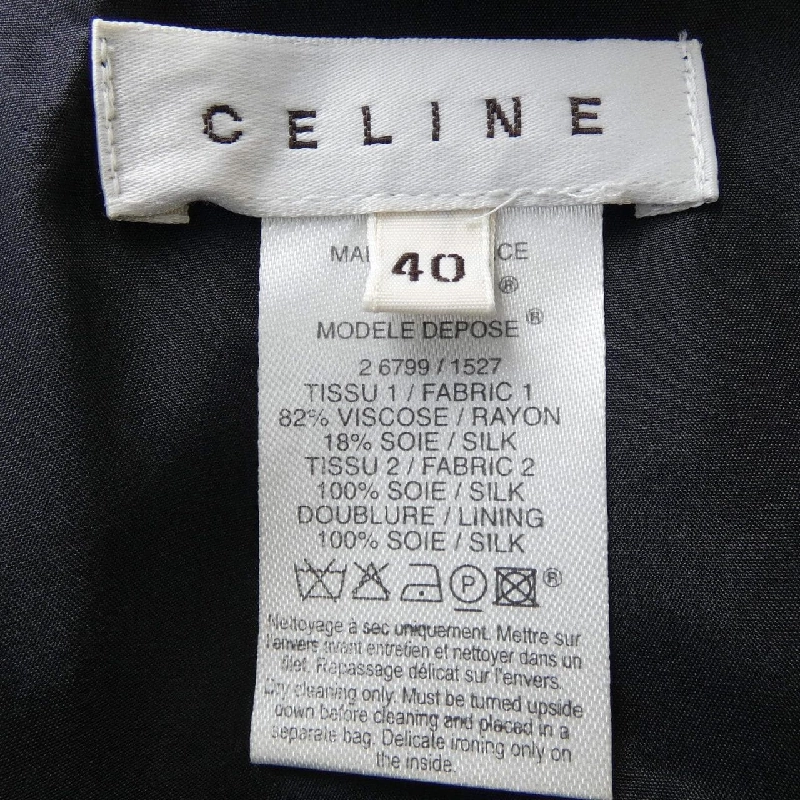 CELINE
40
®
MODELE DEPOSE ®
2 6799 / 1527
TISSU 1 / FABRIC 1
82% VISCOSE / RAYON
18% SOIE / SILK
TISSU 2 / FABRIC 2
100% SOIE / SILK
DOUBLURE / LINING
100% SOIE / SILK
P ®
Nettoyage à sec uniquement. Mettre sur
l'envers avant entretien et nettoyer dans un
filet. Repassage délicat sur l'envers.
Dry cleaning only. Must be turned upside
down before cleaning and placed in a
separate bag. Delicate ironing only on
the inside.